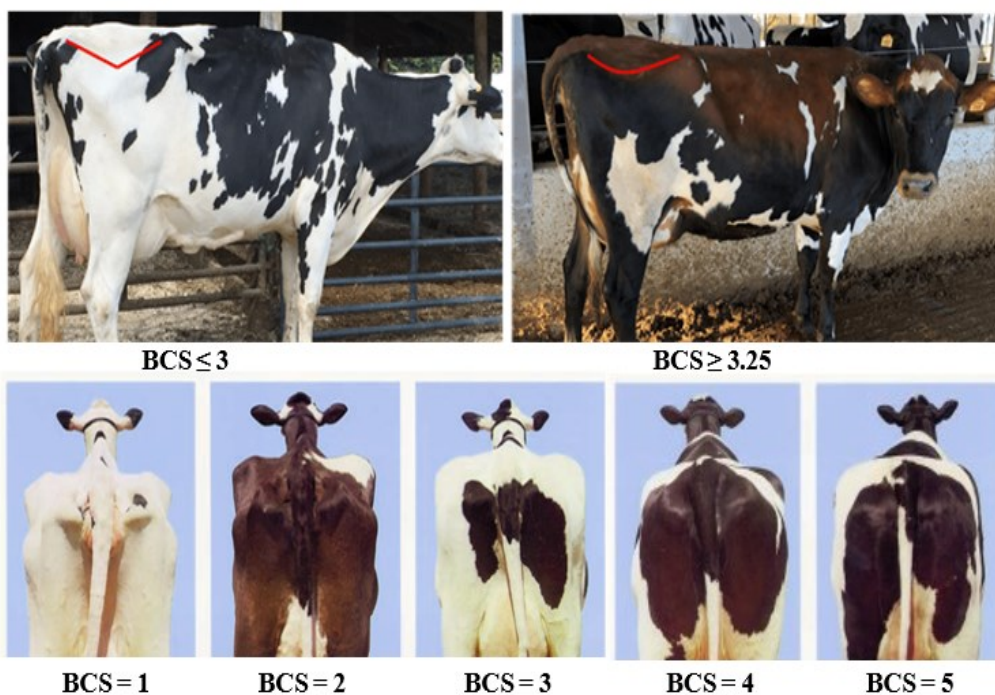 BCS ≤ 3
BCS ≥ 3.25
BCS = 1
BCS = 2
BCS = 3
BCS = 4
BCS = 5